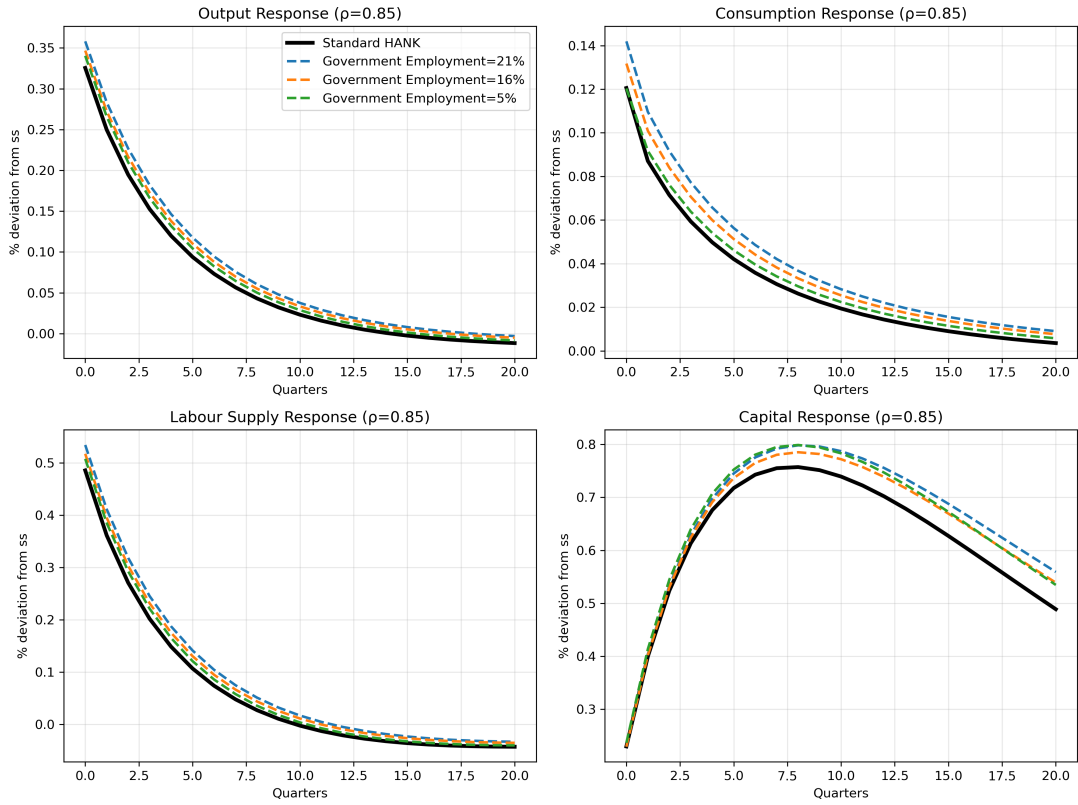 Output Response (ρ=0.85)
% deviation from ss
0.35
0.30
0.25
0.20
0.15
0.10
0.05
0.00
Standard HANK
Government Employment=21%
Government Employment=16%
Government Employment=5%
0.0 2.5 5.0 7.5 10.0 12.5 15.0 17.5 20.0
Quarters
Consumption Response (ρ=0.85)
% deviation from ss
0.14
0.12
0.10
0.08
0.06
0.04
0.02
0.00
0.0 2.5 5.0 7.5 10.0 12.5 15.0 17.5 20.0
Quarters
Labour Supply Response (ρ=0.85)
% deviation from ss
0.5
0.4
0.3
0.2
0.1
0.0
0.0 2.5 5.0 7.5 10.0 12.5 15.0 17.5 20.0
Quarters
Capital Response (ρ=0.85)
% deviation from ss
0.8
0.7
0.6
0.5
0.4
0.3
0.0 2.5 5.0 7.5 10.0 12.5 15.0 17.5 20.0
Quarters